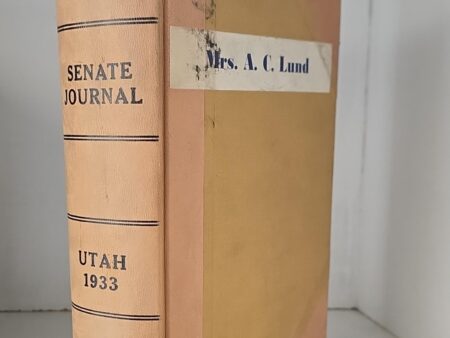 SENATE
JOURNAL
UTAH
1933
Mrs. A. C. Lund